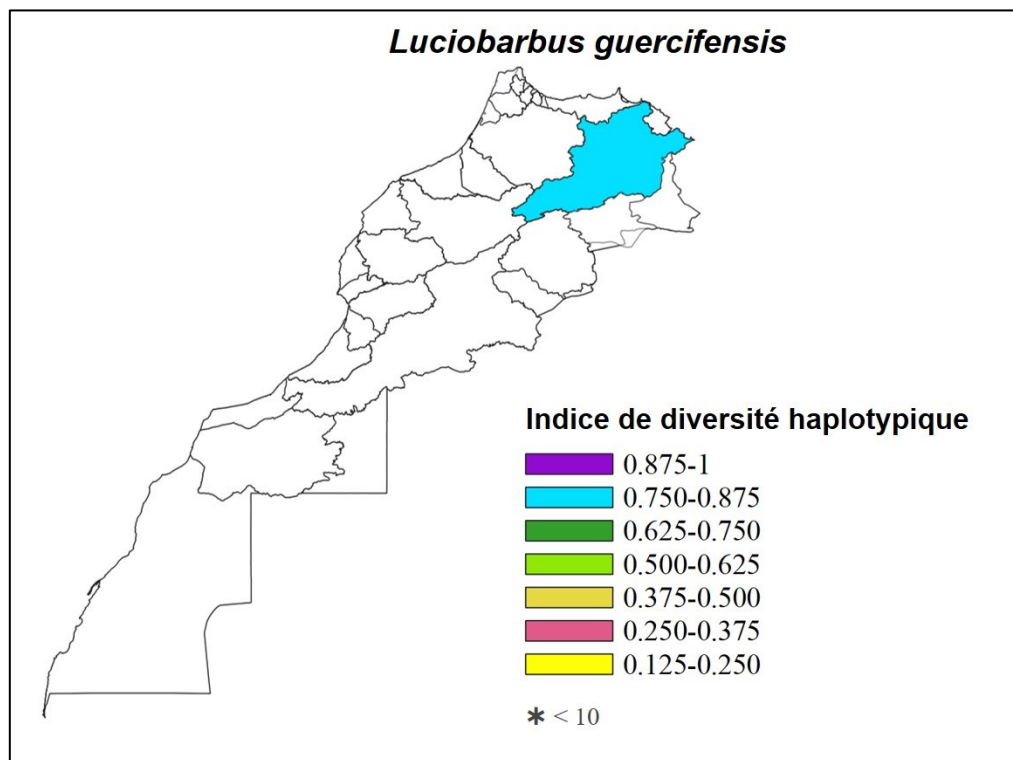 Luciobarbus guercifensis
Indice de diversité haplotypique
0.875-1
0.750-0.875
0.625-0.750
0.500-0.625
0.375-0.500
0.250-0.375
0.125-0.250
✱ < 10